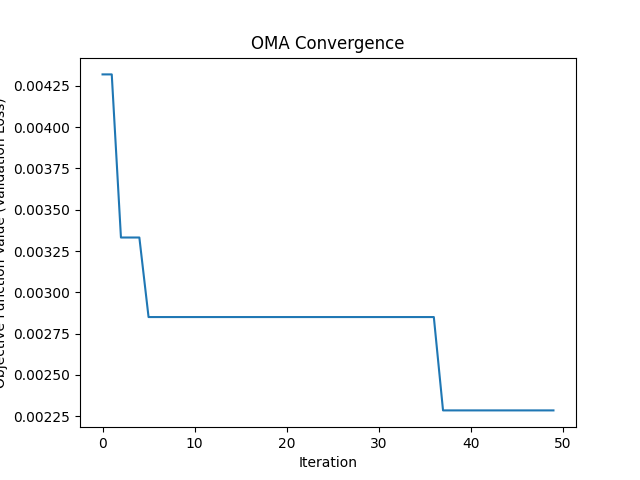 OMA Convergence
Objective Function Value (Validation Loss)
0.00425
0.00400
0.00375
0.00350
0.00325
0.00300
0.00275
0.00250
0.00225
0 10 20 30 40 50
Iteration